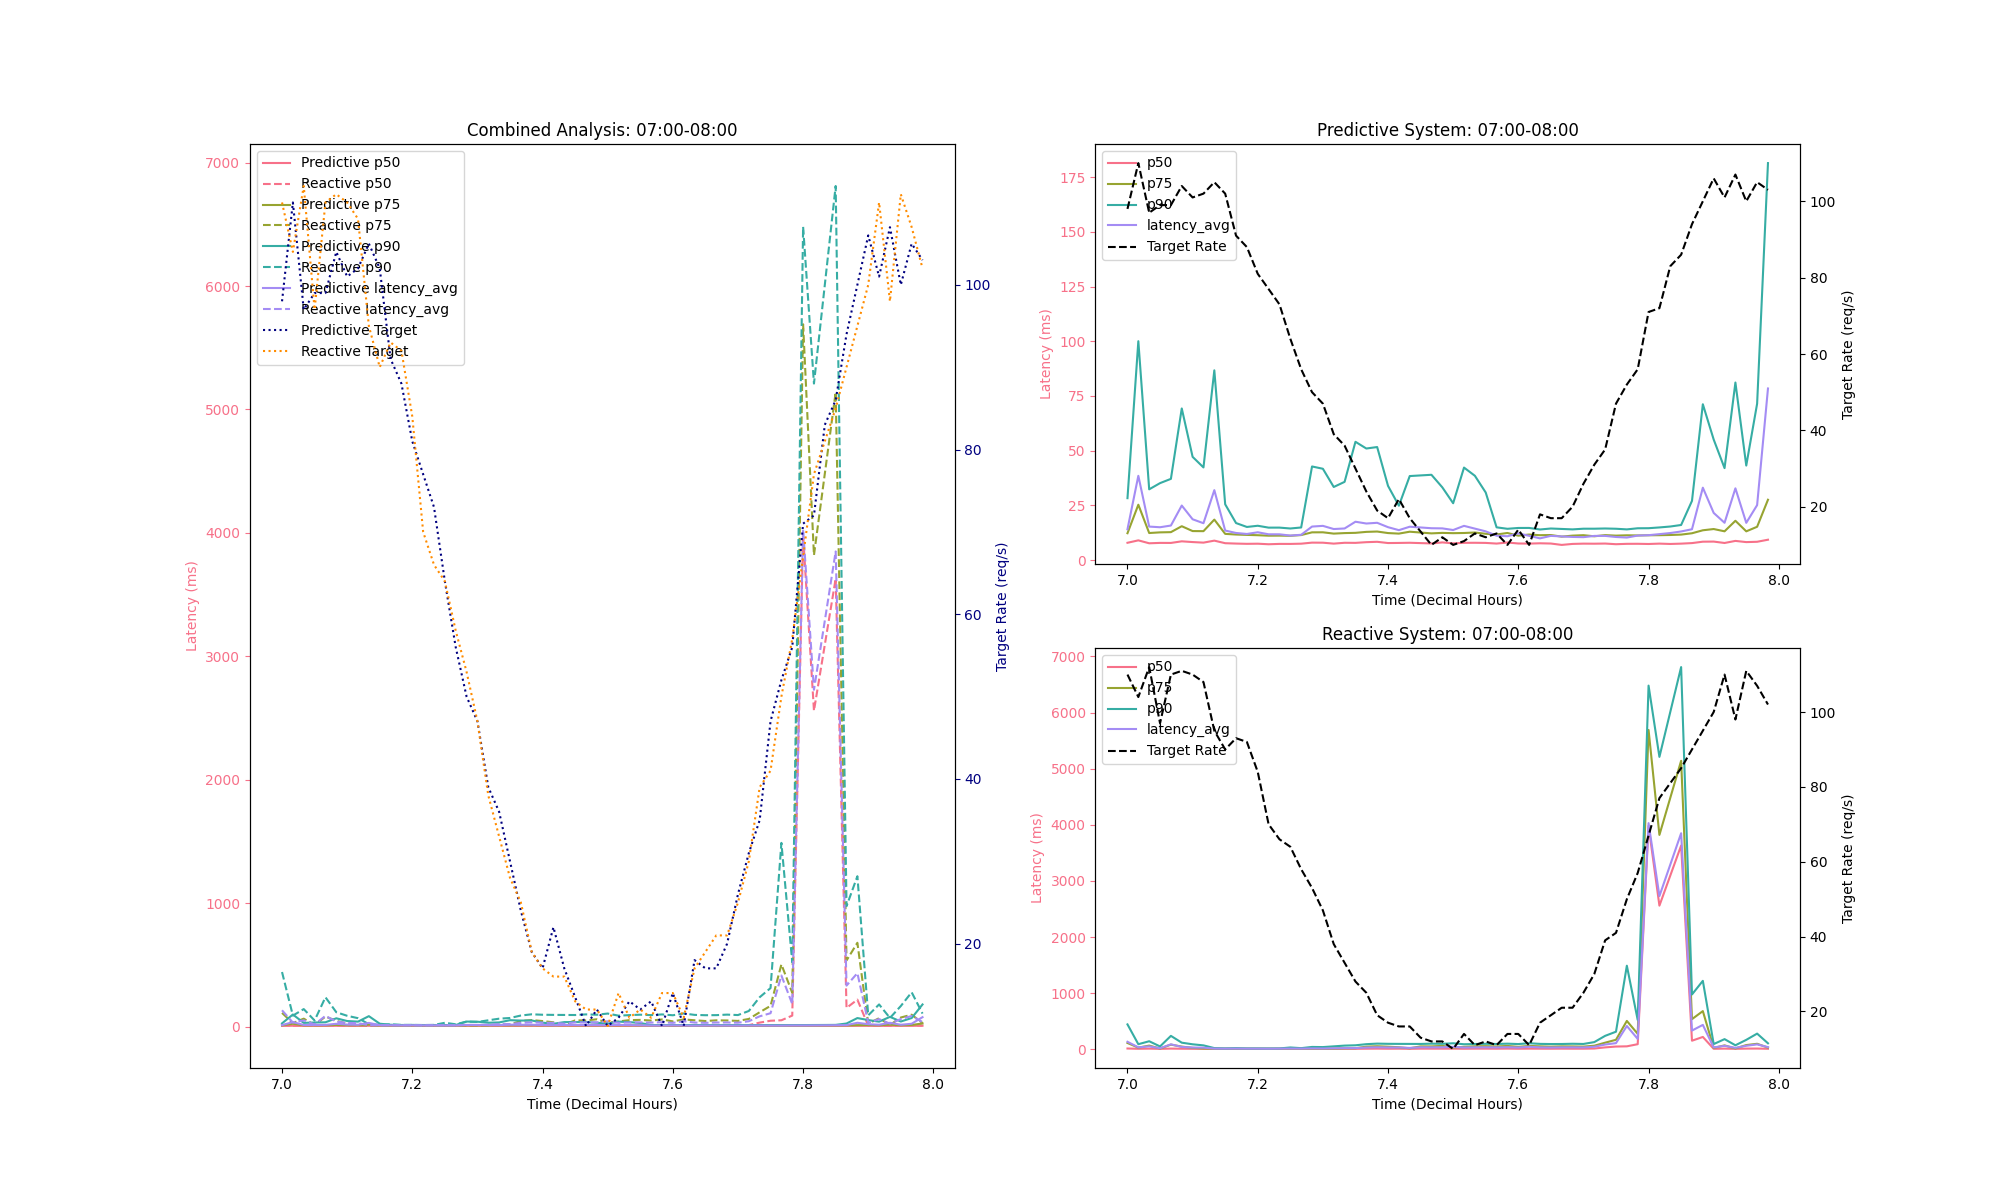 Combined Analysis: 07:00-08:00
Predictive p50
Reactive p50
Predictive p75
Reactive p75
Predictive p90
Reactive p90
Predictive latency_avg
Reactive latency_avg
Predictive Target
Reactive Target
7000
6000
5000
4000
3000
2000
1000
0
Latency (ms)
100
80
60
40
20
Target Rate (req/s)
7.0 7.2 7.4 7.6 7.8 8.0
Time (Decimal Hours)
Predictive System: 07:00-08:00
p50
p75
p90
latency_avg
Target Rate
175
150
125
100
75
50
25
0
Latency (ms)
100
80
60
40
20
Target Rate (req/s)
7.0 7.2 7.4 7.6 7.8 8.0
Time (Decimal Hours)
Reactive System: 07:00-08:00
p50
p75
p90
latency_avg
Target Rate
7000
6000
5000
4000
3000
2000
1000
0
Latency (ms)
100
80
60
40
20
Target Rate (req/s)
7.0 7.2 7.4 7.6 7.8 8.0
Time (Decimal Hours)